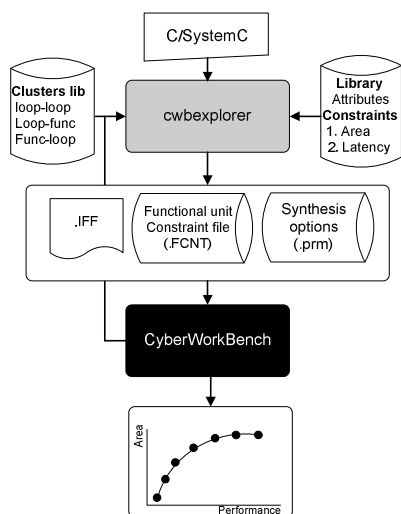 C/SystemC
Clusters lib
loop-loop
Loop-func
Func-loop
cwbexplorer
Library
Attributes
Constraints
1. Area
2. Latency
.IFF
Functional unit
Constraint file
(.FCNT)
Synthesis
options
(.prm)
CyberWorkBench
Area
Performance